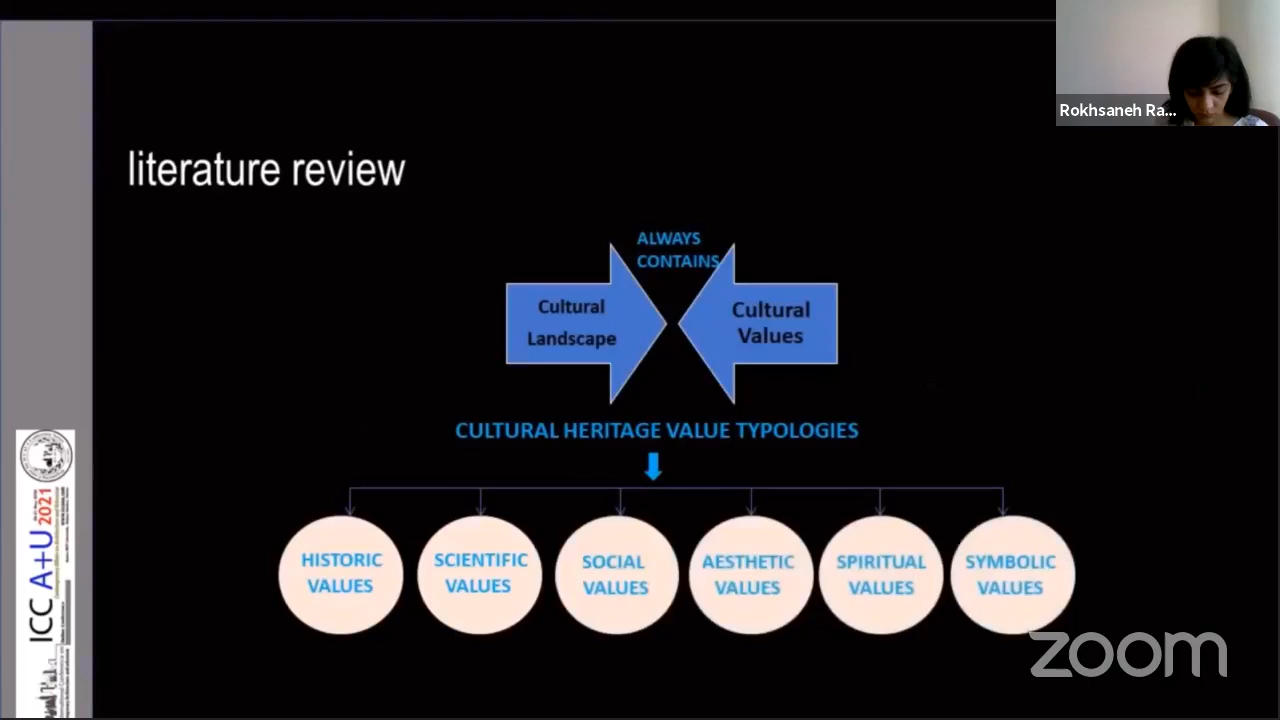 Rokhsaneh Ra...
literature review
ALWAYS
CONTAINS
Cultural
Landscape
Cultural
Values
CULTURAL HERITAGE VALUE TYPOLOGIES
HISTORIC
VALUES
SCIENTIFIC
VALUES
SOCIAL
VALUES
AESTHETIC
VALUES
SPIRITUAL
VALUES
SYMBOLIC
VALUES
ICC A+U 2021
zoom